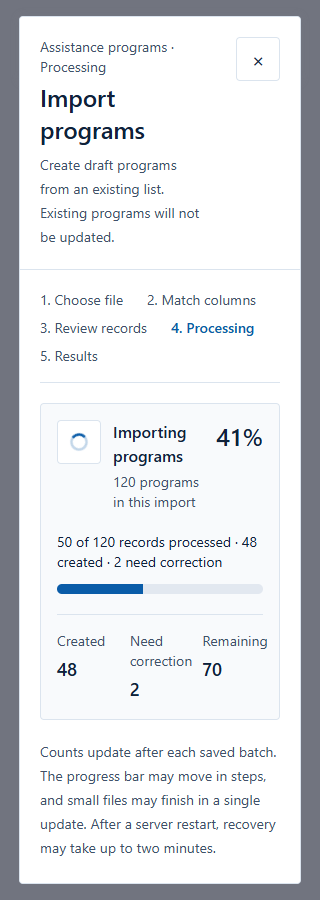 Assistance programs ·
Processing
×
Import
programs
Create draft programs
from an existing list.
Existing programs will not
be updated.
1. Choose file 2. Match columns
3. Review records 4. Processing
5. Results
Importing
programs
41%
120 programs
in this import
50 of 120 records processed · 48
created · 2 need correction
Created
48
Need
correction
2
Remaining
70
Counts update after each saved batch.
The progress bar may move in steps,
and small files may finish in a single
update. After a server restart, recovery
may take up to two minutes.